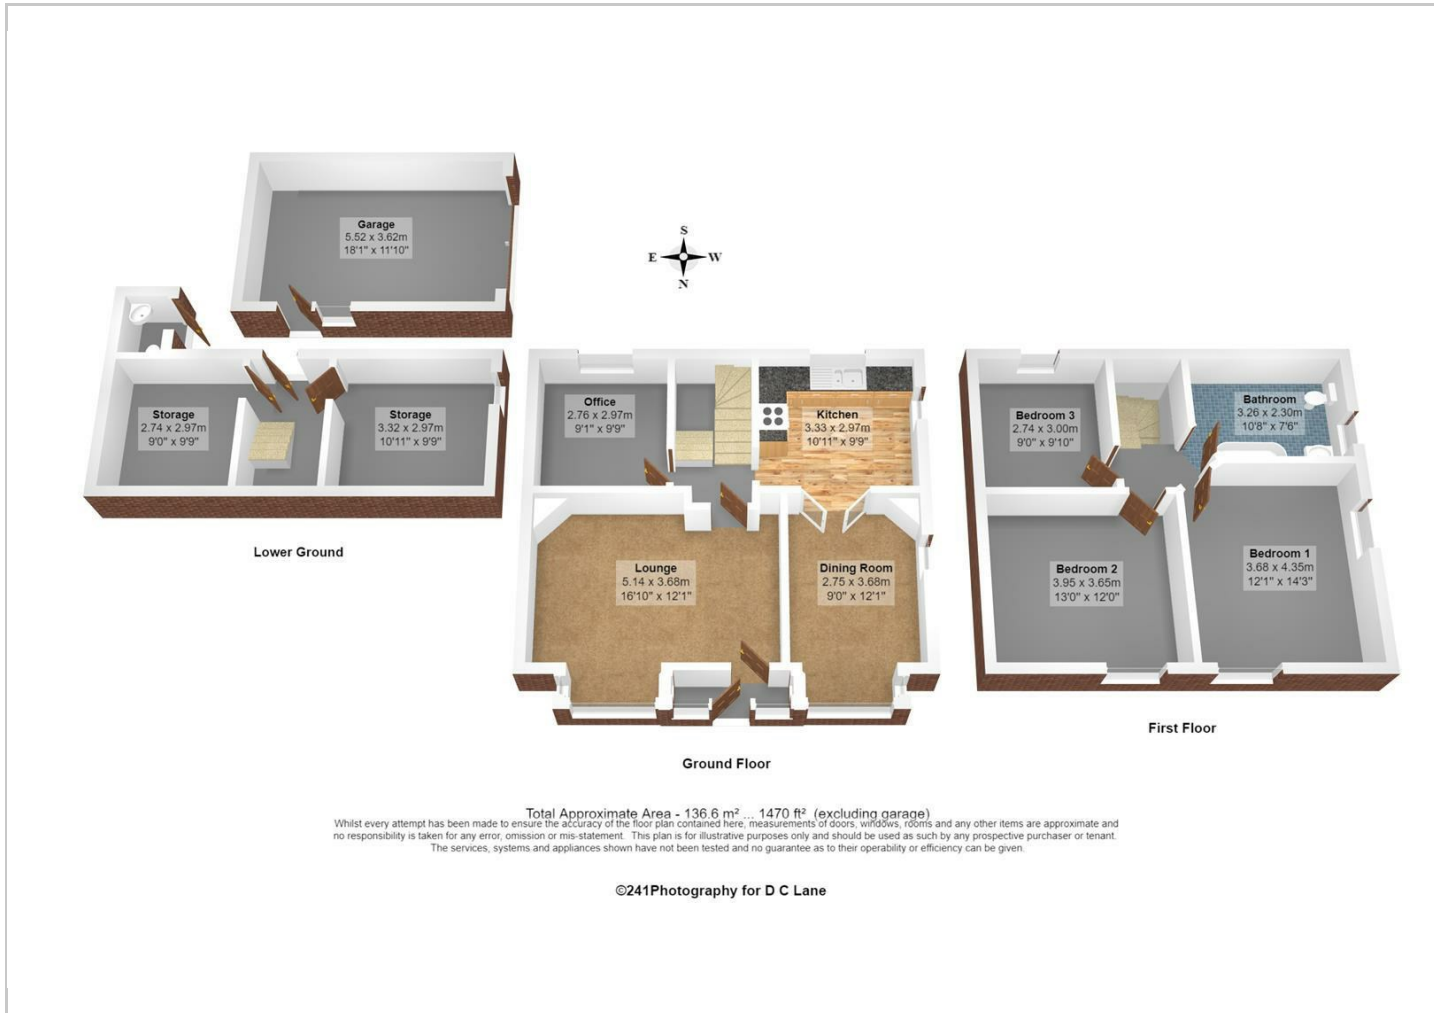 Garage
5.52 x 3.62m
18'1" x 11'10"
S
E W
N
Storage
2.74 x 2.97m
9'0" x 9'9"
Storage
3.32 x 2.97m
10'11" x 9'9"
Lower Ground
Office
2.76 x 2.97m
9'1" x 9'9"
Kitchen
3.33 x 2.97m
10'11" x 9'9"
Lounge
5.14 x 3.68m
16'10" x 12'1"
Dining Room
2.75 x 3.68m
9'0" x 12'1"
Ground Floor
Bedroom 3
2.74 x 3.00m
9'0" x 9'10"
Bathroom
3.26 x 2.30m
10'8" x 7'6"
Bedroom 2
3.95 x 3.65m
13'0" x 12'0"
Bedroom 1
3.68 x 4.35m
12'1" x 14'3"
First Floor
Total Approximate Area - 136.6 m² ... 1470 ft² (excluding garage)
Whilst every attempt has been made to ensure the accuracy of the floor plan contained here, measurements of doors, windows, rooms and any other items are approximate and
no responsibility is taken for any error, omission or mis-statement. This plan is for illustrative purposes only and should be used as such by any prospective purchaser or tenant.
The services, systems and appliances shown have not been tested and no guarantee as to their operability or efficiency can be given.
©241Photography for D C Lane